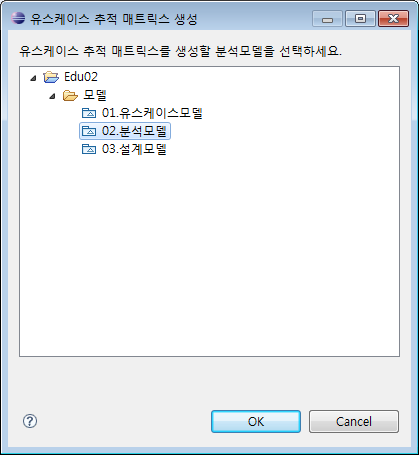 유스케이스 추적 매트릭스 생성
유스케이스 추적 매트릭스를 생성할 분석모델을 선택하세요.
Edu02
모델
01.유스케이스모델
02.분석모델
03.설계모델
?
OK Cancel